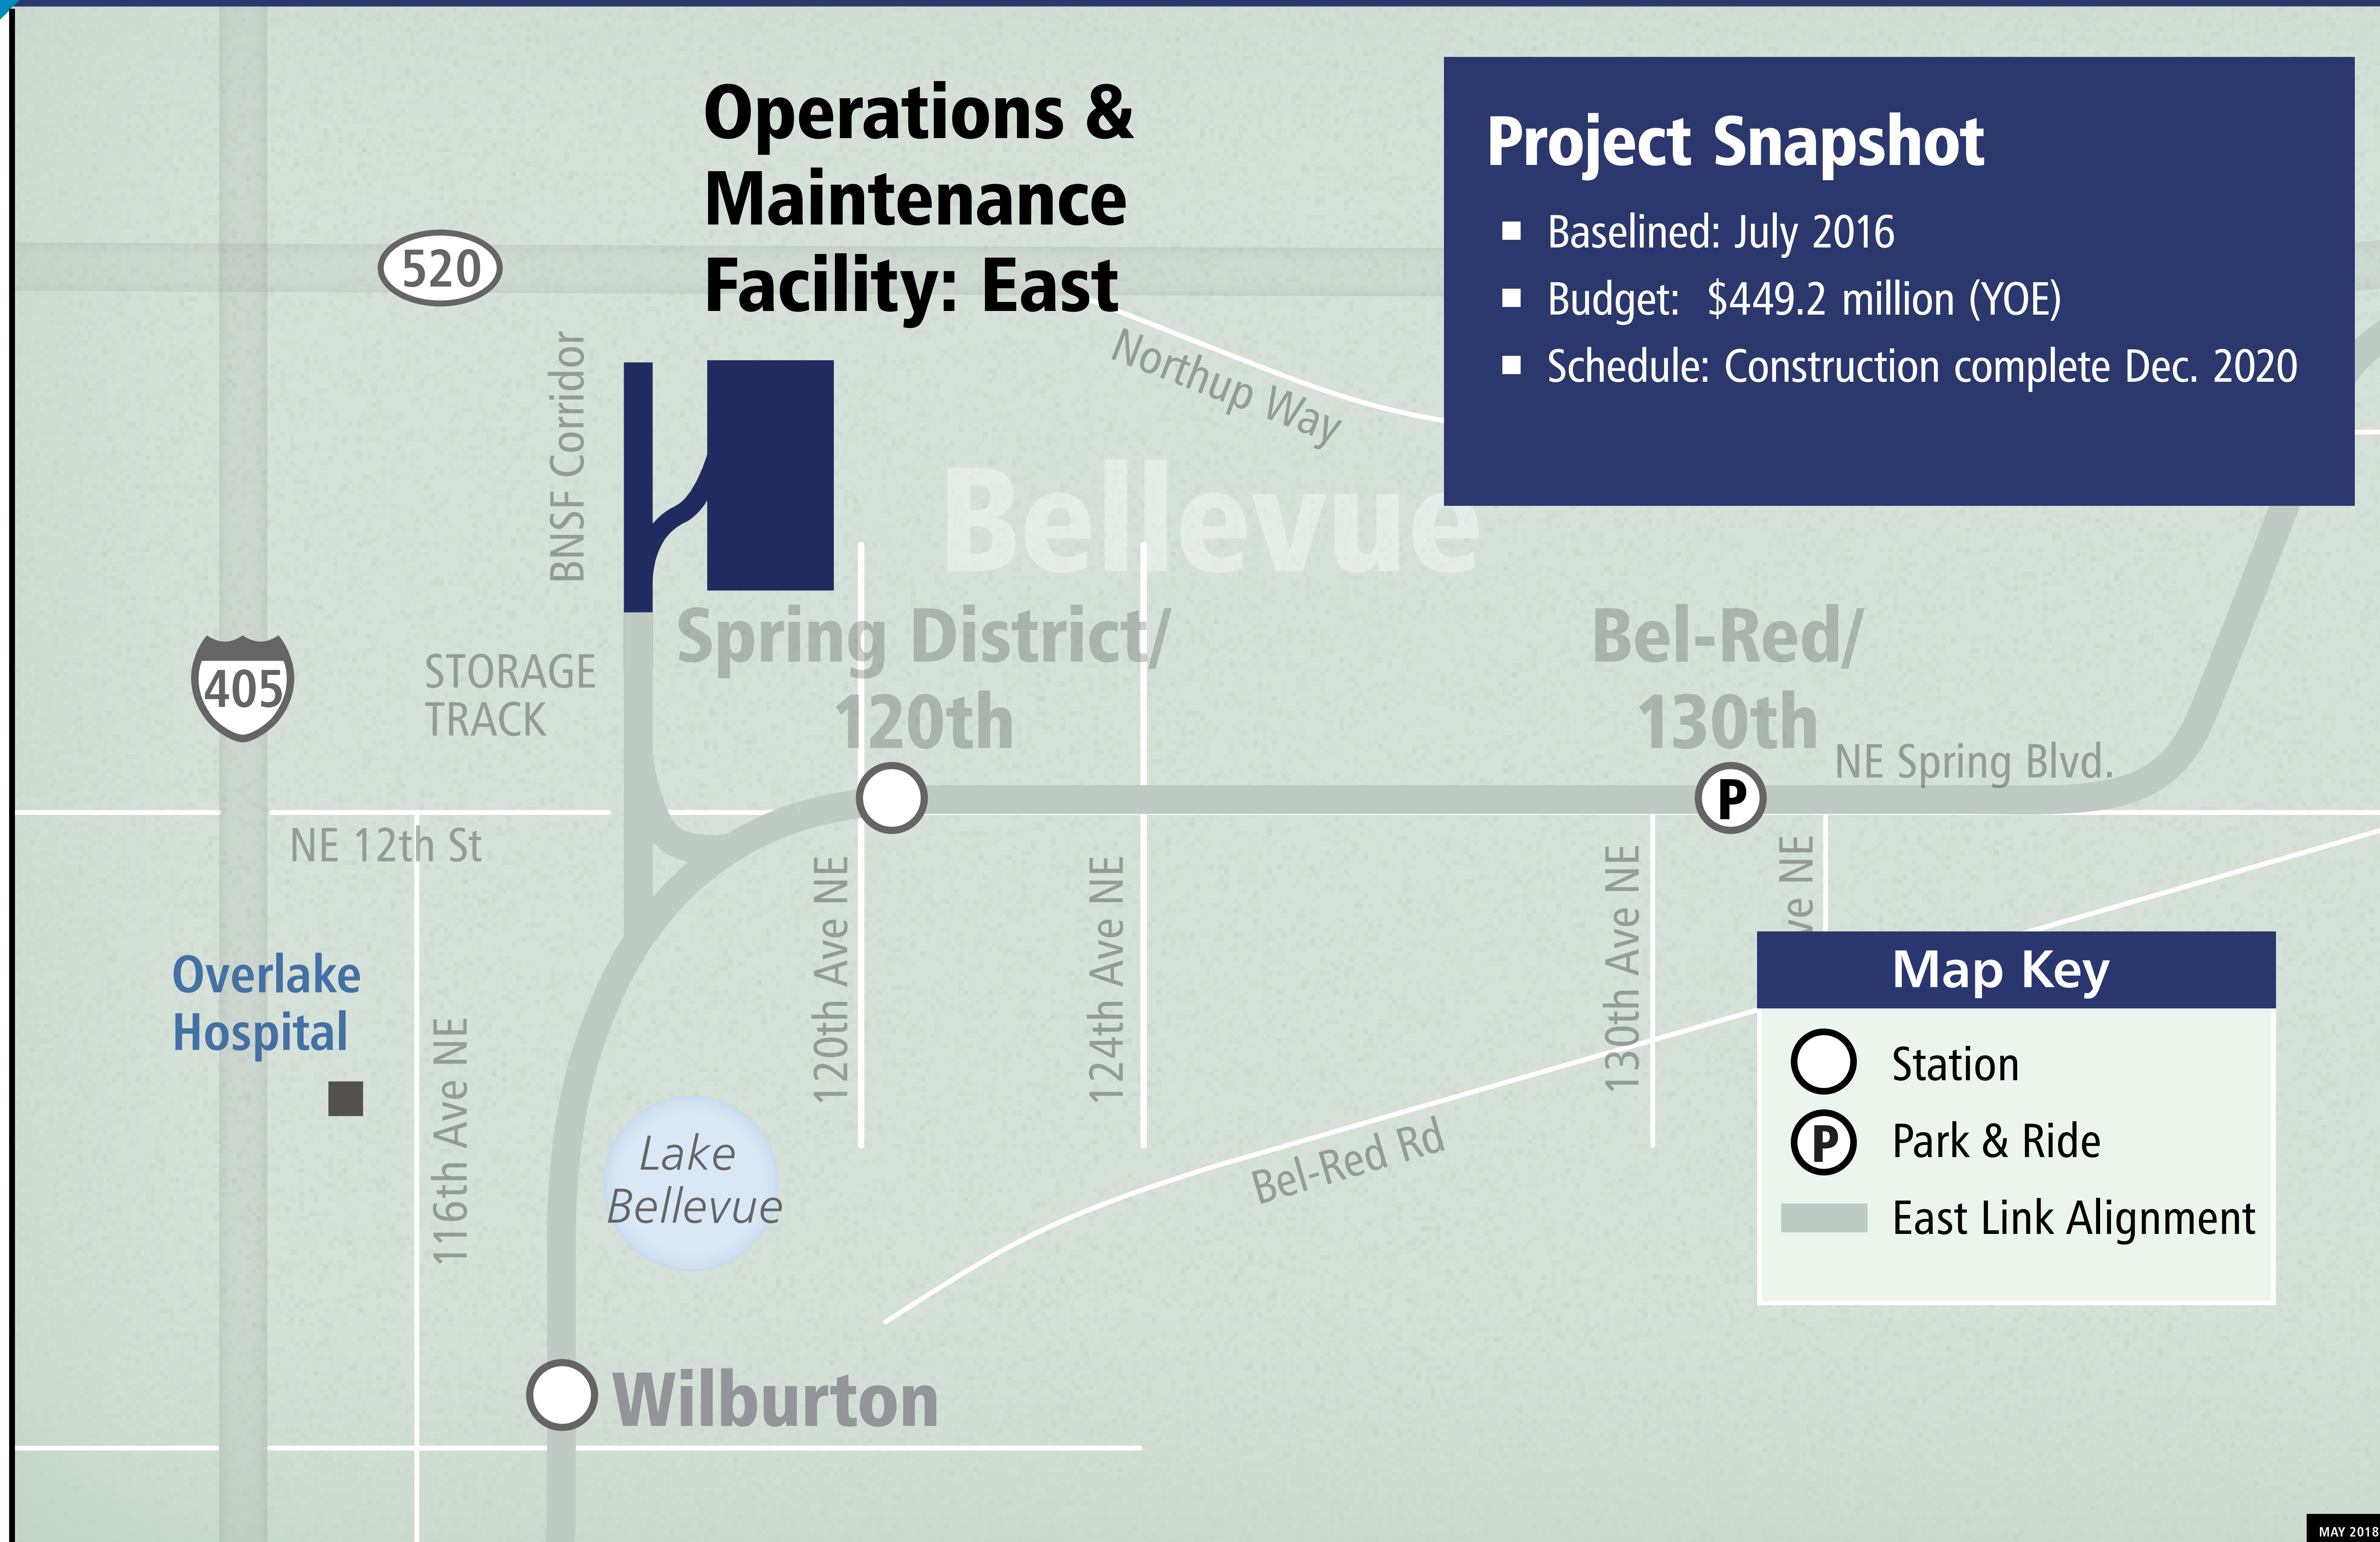 Operations &
Maintenance
Facility: East
Project Snapshot
Baselined: July 2016
Budget: $449.2 million (YOE)
Schedule: Construction complete Dec. 2020
520
BNSF Corridor
Northup Way
Bellevue
405
STORAGE
TRACK
Spring District/
120th
Bel-Red/
130th
P
NE Spring Blvd.
NE 12th St
Overlake
Hospital
116th Ave NE
120th Ave NE
124th Ave NE
130th Ave NE
NE
Lake
Bellevue
Bel-Red Rd
Wilburton
Map Key
Station
P Park & Ride
East Link Alignment
MAY 2018